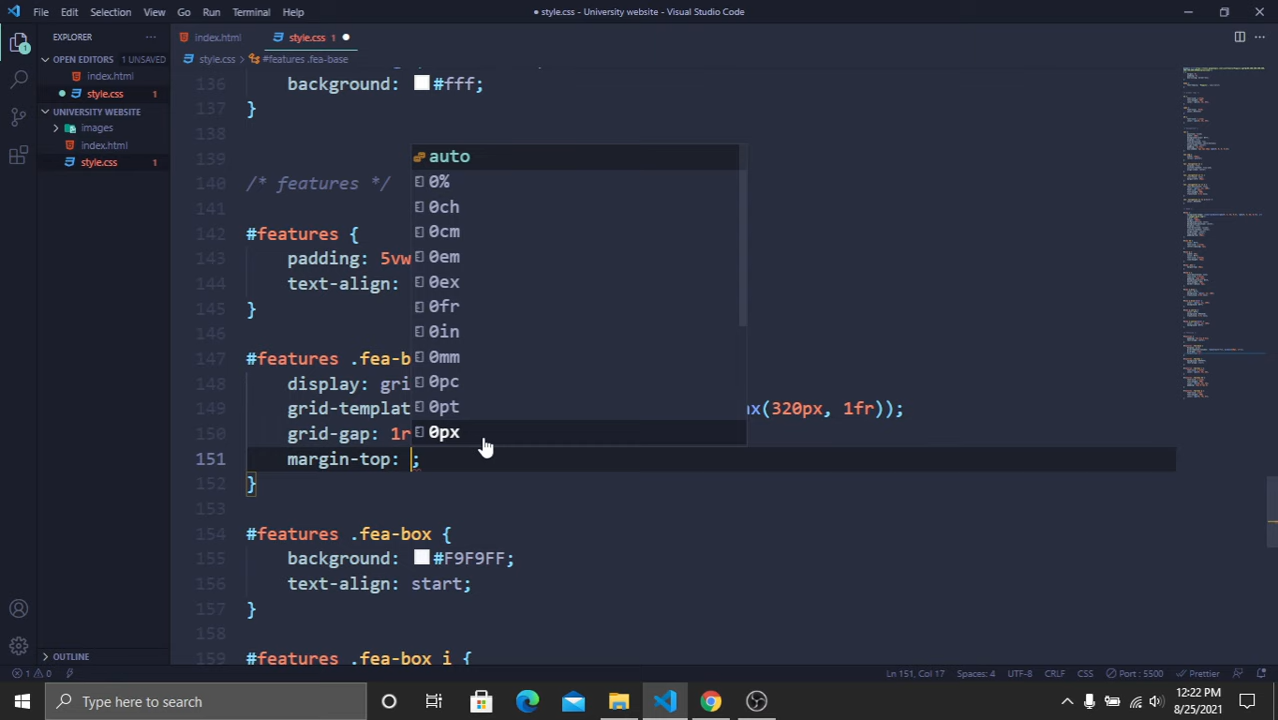 File Edit Selection View Go Run Terminal Help
● style.css - University website - Visual Studio Code
EXPLORER
index.html
style.css 1
OPEN EDITORS 1 UNSAVED
style.css > #features .fea-base
index.html
style.css 1
UNIVERSITY WEBSITE
images
index.html
style.css 1
136 background: #fff;
137 }
138
139
140 /* features */
141
142 #features {
143 padding: 5vw
144 text-align:
145 }
146
147 #features .fea-b
148 display: gri
149 grid-templat ax(320px, 1fr));
150 grid-gap: 1r
151 margin-top: ;
152 }
153
154 #features .fea-box {
155 background: #F9F9FF;
156 text-align: start;
157 }
158
159 #features .fea-box i {
auto
0%
0ch
0cm
0em
0ex
0fr
0in
0mm
0pc
0pt
0px
OUTLINE
1 0 Ln 151, Col 17 Spaces: 4 UTF-8 CRLF CSS Port : 5500 Prettier
Type here to search
12:22 PM
8/25/2021